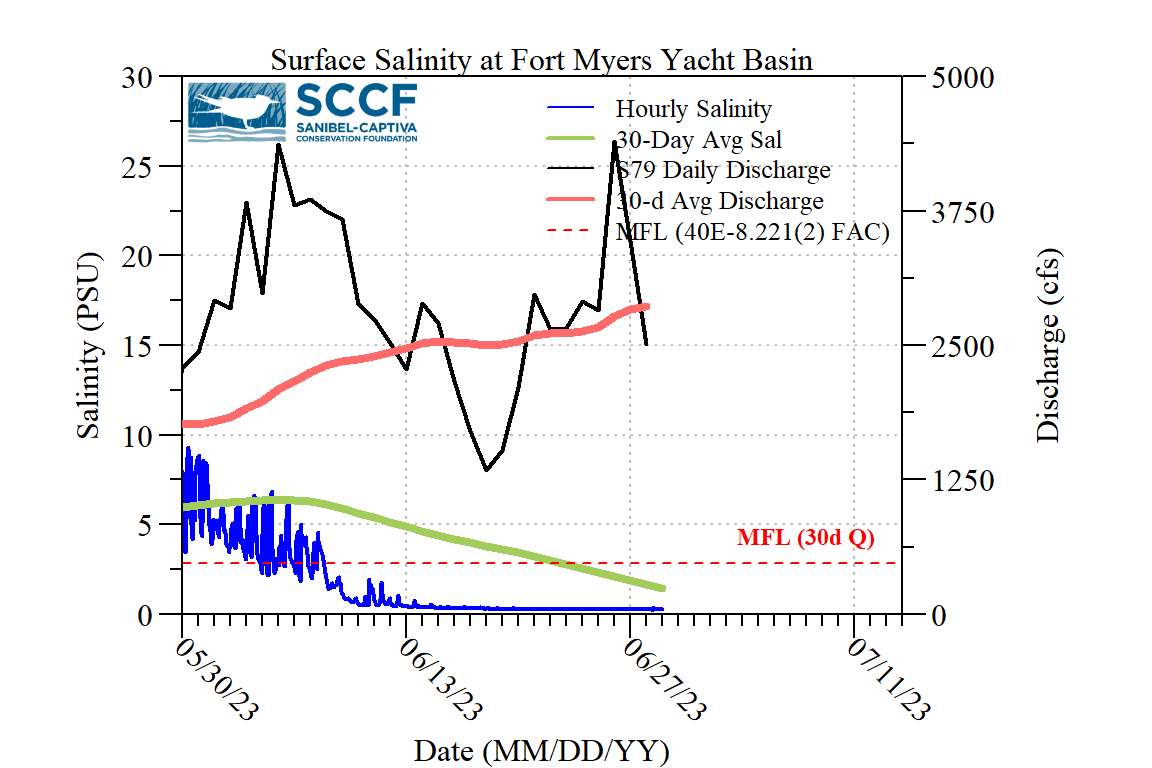 Surface Salinity at Fort Myers Yacht Basin
SCCF
SANIBEL-CAPTIVA
CONSERVATION FOUNDATION
Hourly Salinity
30-Day Avg Sal
S79 Daily Discharge
30-d Avg Discharge
MFL (40E-8.221(2) FAC)
MFL (30d Q)
Salinity (PSU)
30
25
20
15
10
5
0
Discharge (cfs)
5000
3750
2500
1250
0
05/30/23
06/13/23
06/27/23
07/11/23
Date (MM/DD/YY)